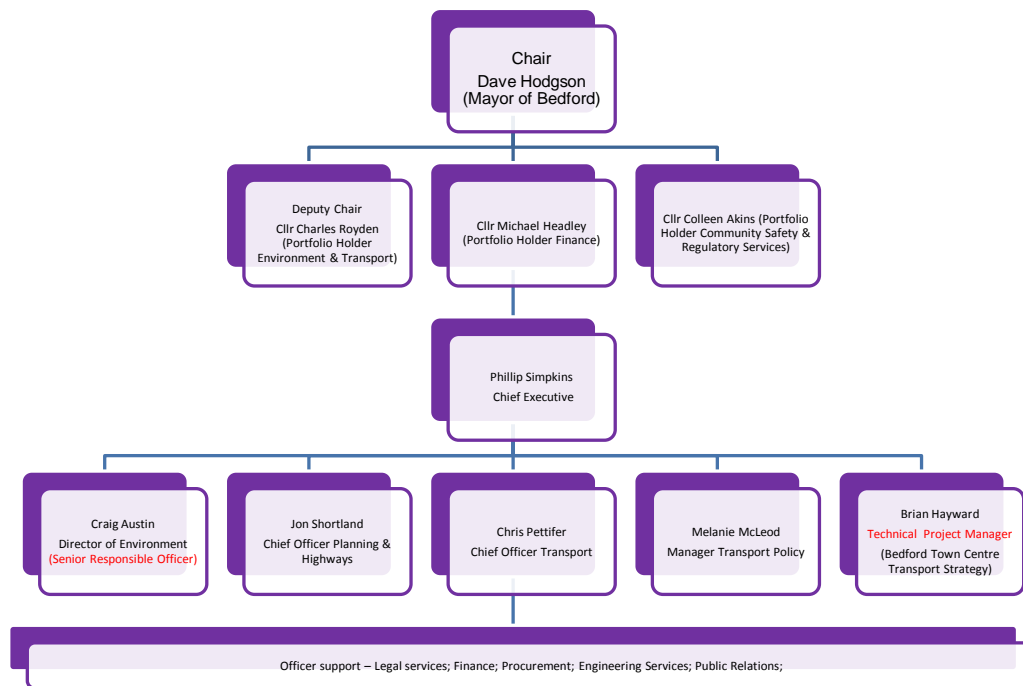 Chair
Dave Hodgson
(Mayor of Bedford)
Deputy Chair
Cllr Charles Royden
(Portfolio Holder
Environment & Transport)
Cllr Michael Headley
(Portfolio Holder Finance)
Cllr Colleen Akins (Portfolio
Holder Community Safety &
Regulatory Services)
Phillip Simpkins
Chief Executive
Craig Austin
Director of Environment
(Senior Responsible Officer)
Jon Shortland
Chief Officer Planning &
Highways
Chris Pettifer
Chief Officer Transport
Melanie McLeod
Manager Transport Policy
Brian Hayward
Technical Project Manager
(Bedford Town Centre
Transport Strategy)
Officer support – Legal services; Finance; Procurement; Engineering Services; Public Relations;